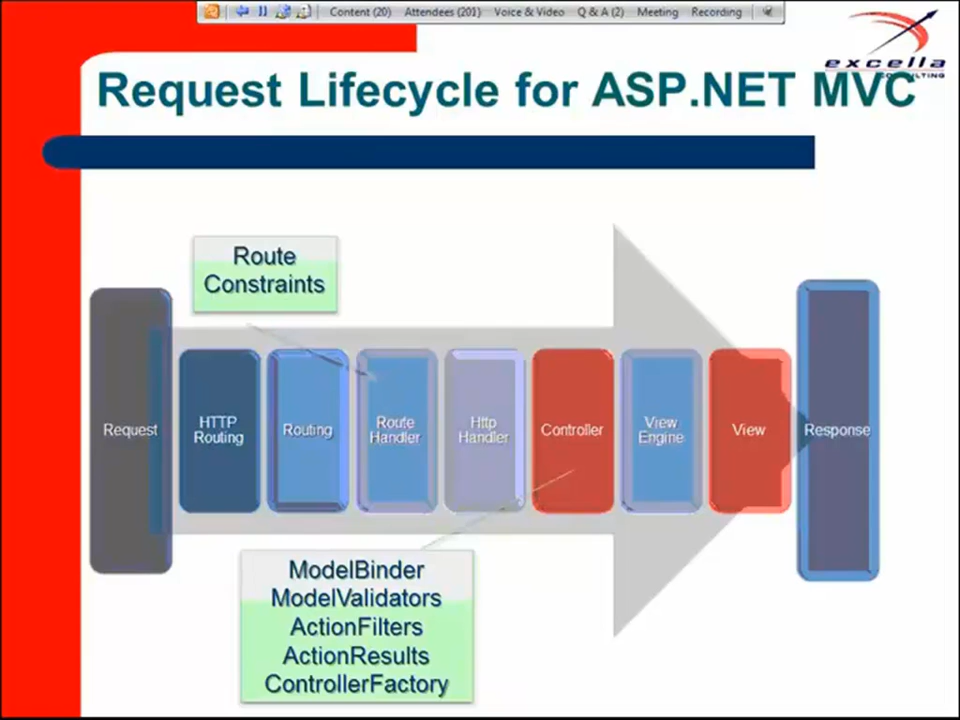 Content (20) Attendees (201) Voice & Video Q & A (2) Meeting Recording
excella
CONSULTING
Request Lifecycle for ASP.NET MVC
Route
Constraints
Request
HTTP
Routing
Routing
Route
Handler
Http
Handler
Controller
View
Engine
View
Response
ModelBinder
ModelValidators
ActionFilters
ActionResults
ControllerFactory